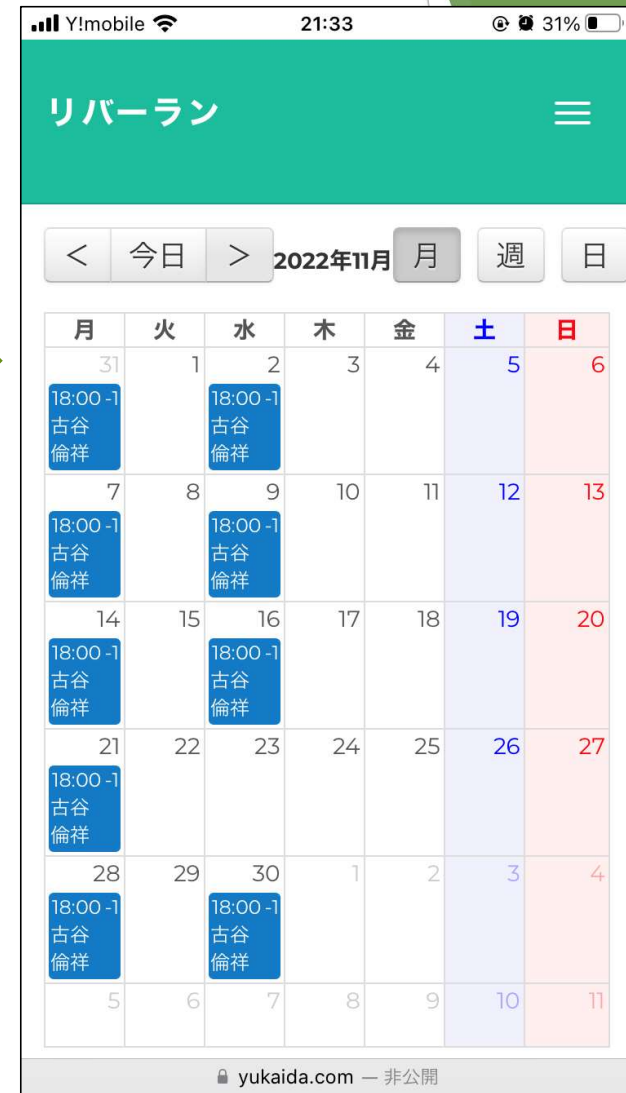 Y!mobile 21:33 31%
リバーラン
< 今日 > 2022年11月 月 週 日
月 火 水 木 金 土 日
31 1 2 3 4 5 6
18:00 -1 18:00 -1
古谷 古谷
倫祥 倫祥
7 8 9 10 11 12 13
18:00 -1 18:00 -1
古谷 古谷
倫祥 倫祥
14 15 16 17 18 19 20
18:00 -1 18:00 -1
古谷 古谷
倫祥 倫祥
21 22 23 24 25 26 27
18:00 -1
古谷
倫祥
28 29 30 1 2 3 4
18:00 -1 18:00 -1
古谷 古谷
倫祥 倫祥
5 6 7 8 9 10 11
yukaida.com — 非公開